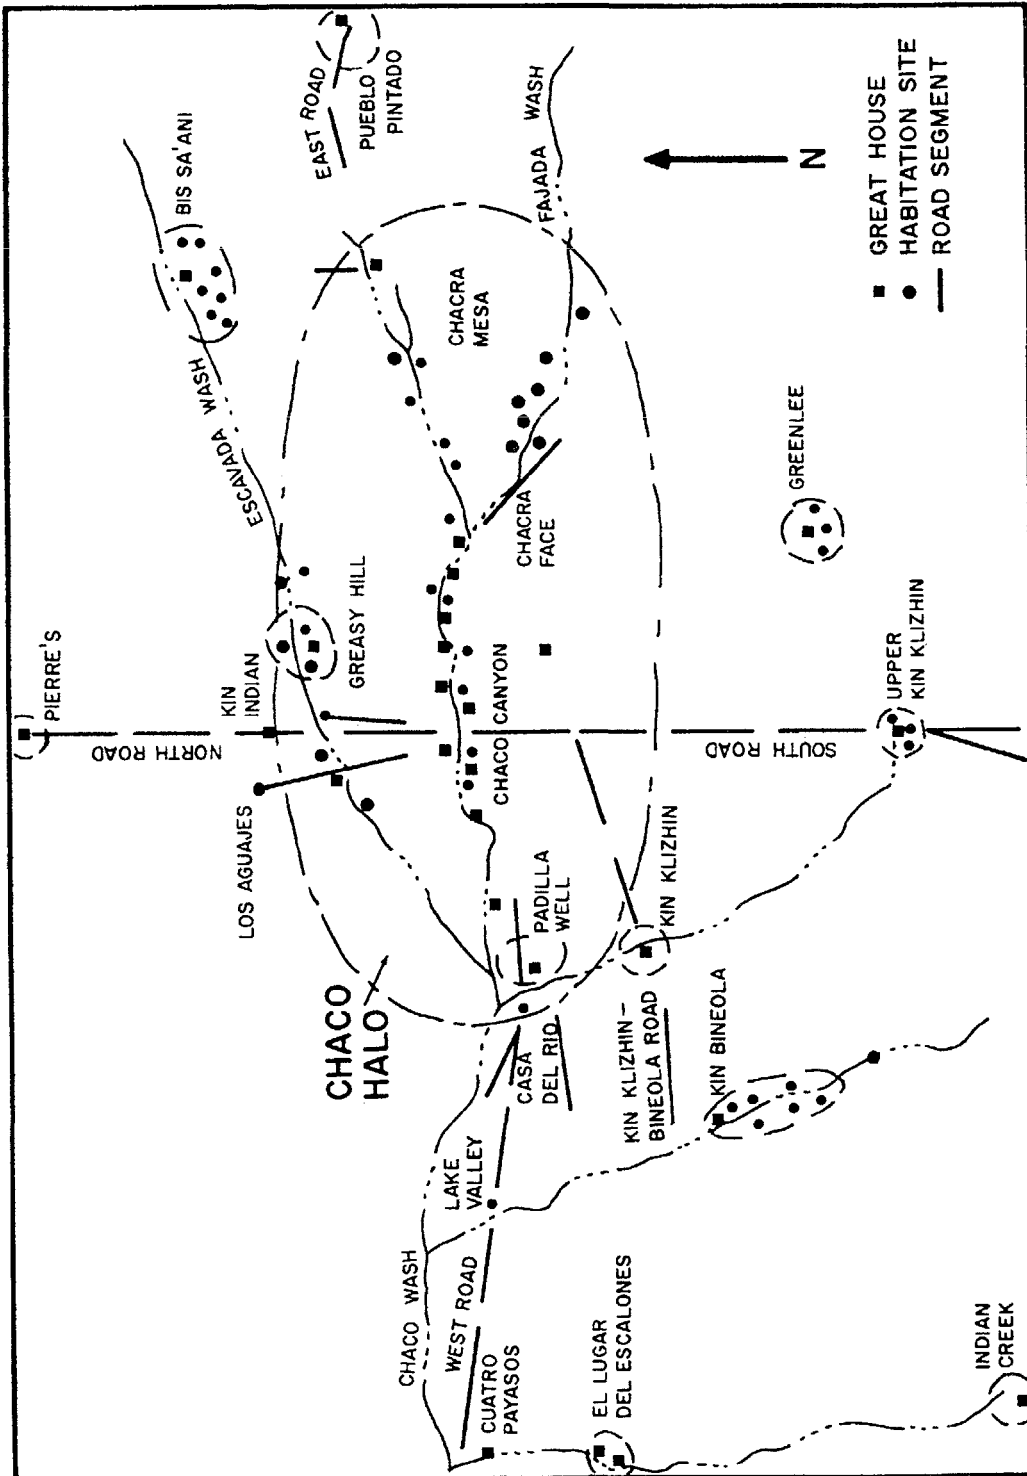 PIERRE'S
NORTH ROAD
KIN
INDIAN
LOS AGUAJES
GREASY HILL
ESCAVADA WASH
BIS SA'ANI
EAST ROAD
PUEBLO
PINTADO
FAJADA WASH
CHACRA
MESA
CHACRA
FACE
CHACO CANYON
CHACO
HALO
PADILLA
WELL
CASA
DEL RIO
KIN KLIZHIN
KIN KLIZHIN-
BINEOLA ROAD
KIN BINEOLA
LAKE
VALLEY
CHACO WASH
WEST ROAD
CUATRO
PAYASOS
EL LUGAR
DEL ESCALONES
INDIAN
CREEK
SOUTH ROAD
UPPER
KIN KLIZHIN
GREENLEE
N
GREAT HOUSE
HABITATION SITE
ROAD SEGMENT